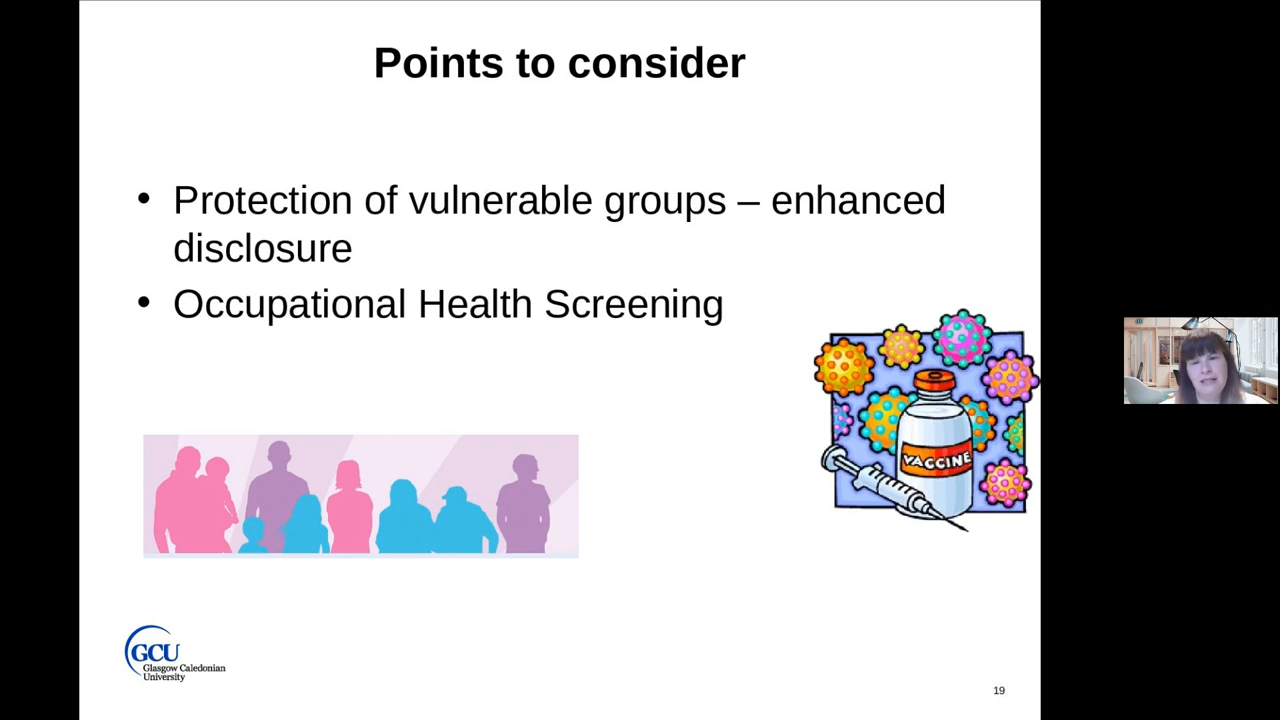 Points to consider
• Protection of vulnerable groups – enhanced
disclosure
• Occupational Health Screening
VACCINE
GCU
Glasgow Caledonian
University
19